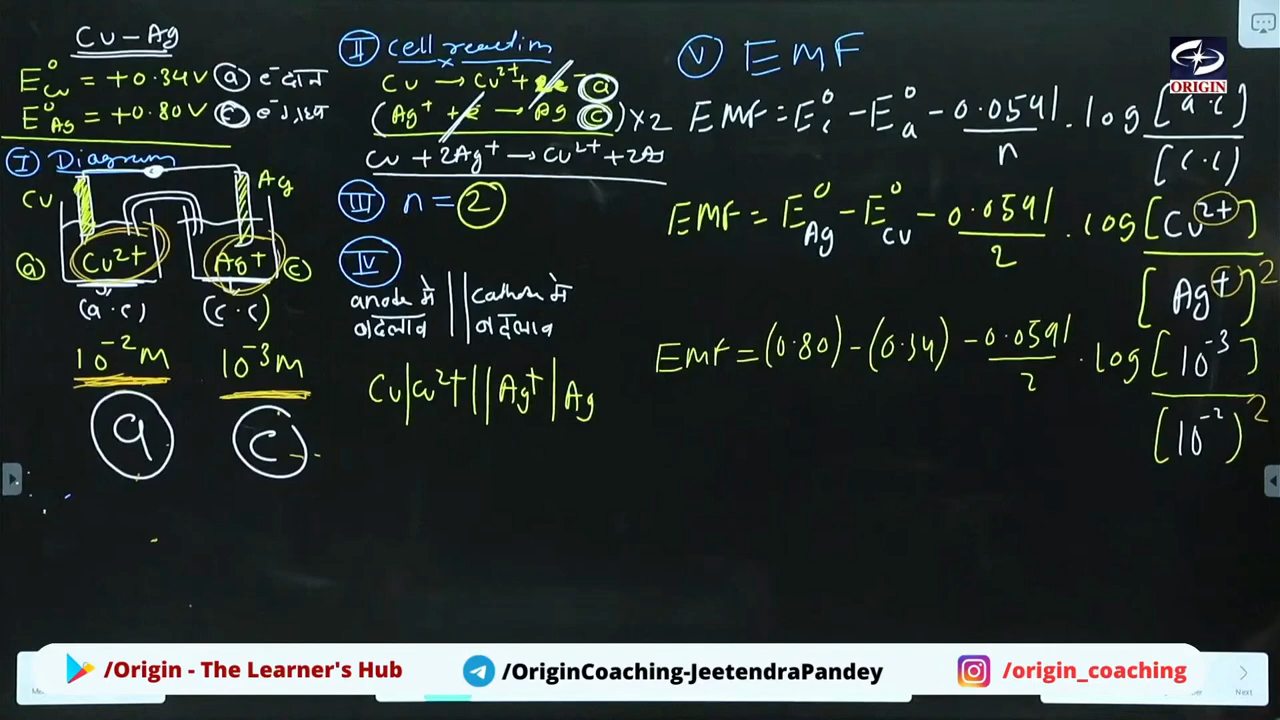 Cu – Ag
E°Cu = +0.34V (a) e⁻ दान
E°Ag = +0.80V (c) e⁻
I Diagram
Cu
Ag
(a) Cu²⁺ Ag⁺ (c)
(a.c) (c.c)
10⁻²M 10⁻³M
a c
II cell reaction
Cu → Cu²⁺ + 2e⁻ (a)
(Ag⁺ + e⁻ → Ag (c)) ×2
Cu + 2Ag⁺ → Cu²⁺ + 2Ag
III n = 2
IV
anode में || cathode में
बदलाव || बदलाव
Cu|Cu²⁺||Ag⁺|Ag
V EMF
EMF = E°c – E°a – 0.0591/n . log [a.c]/[c.c]
EMF = E°Ag – E°Cu – 0.0591/2 . log [Cu²⁺]/[Ag⁺]²
EMF = (0.80) – (0.34) – 0.0591/2 . log [10⁻³]/[10⁻²]²
ORIGIN
/Origin - The Learner's Hub
/OriginCoaching-JeetendraPandey
/origin_coaching
Next